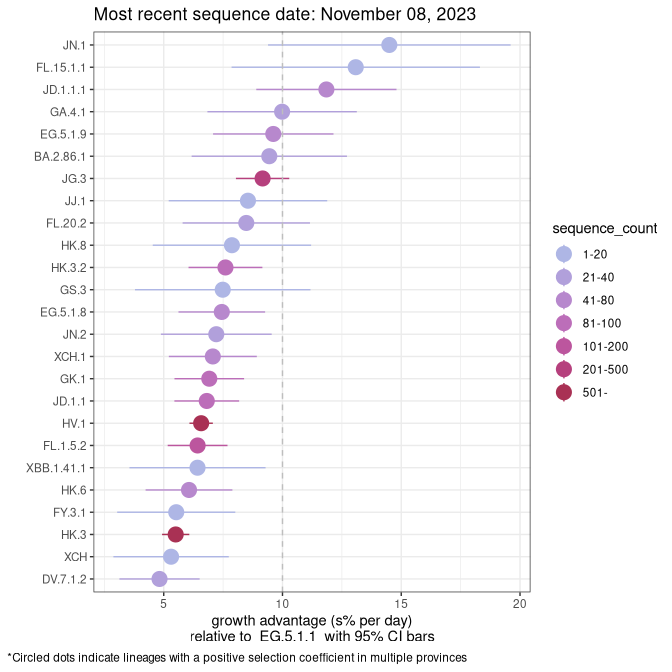 Most recent sequence date: November 08, 2023
JN.1
FL.15.1.1
JD.1.1.1
GA.4.1
EG.5.1.9
BA.2.86.1
JG.3
JJ.1
FL.20.2
HK.8
HK.3.2
GS.3
EG.5.1.8
JN.2
XCH.1
GK.1
JD.1.1
HV.1
FL.1.5.2
XBB.1.41.1
HK.6
FY.3.1
HK.3
XCH
DV.7.1.2
5 10 15 20
growth advantage (s% per day)
relative to EG.5.1.1 with 95% CI bars
sequence_count
1-20
21-40
41-80
81-100
101-200
201-500
501-
*Circled dots indicate lineages with a positive selection coefficient in multiple provinces